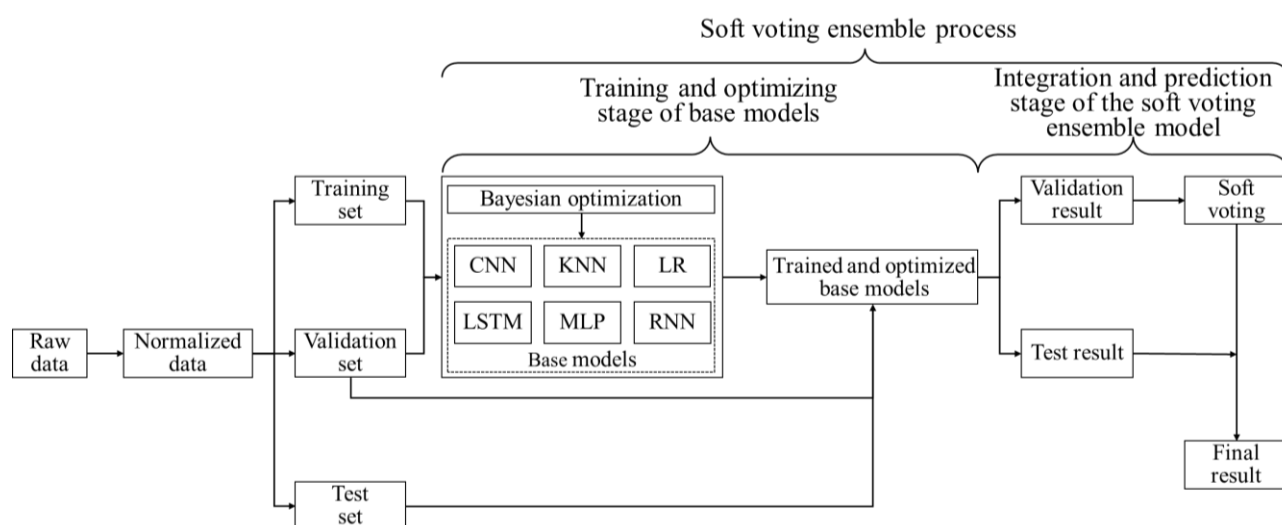 Soft voting ensemble process
Training and optimizing
stage of base models
Integration and prediction
stage of the soft voting
ensemble model
Raw
data
Normalized
data
Training
set
Validation
set
Test
set
Bayesian optimization
CNN
KNN
LR
LSTM
MLP
RNN
Base models
Trained and optimized
base models
Validation
result
Soft
voting
Test result
Final
result